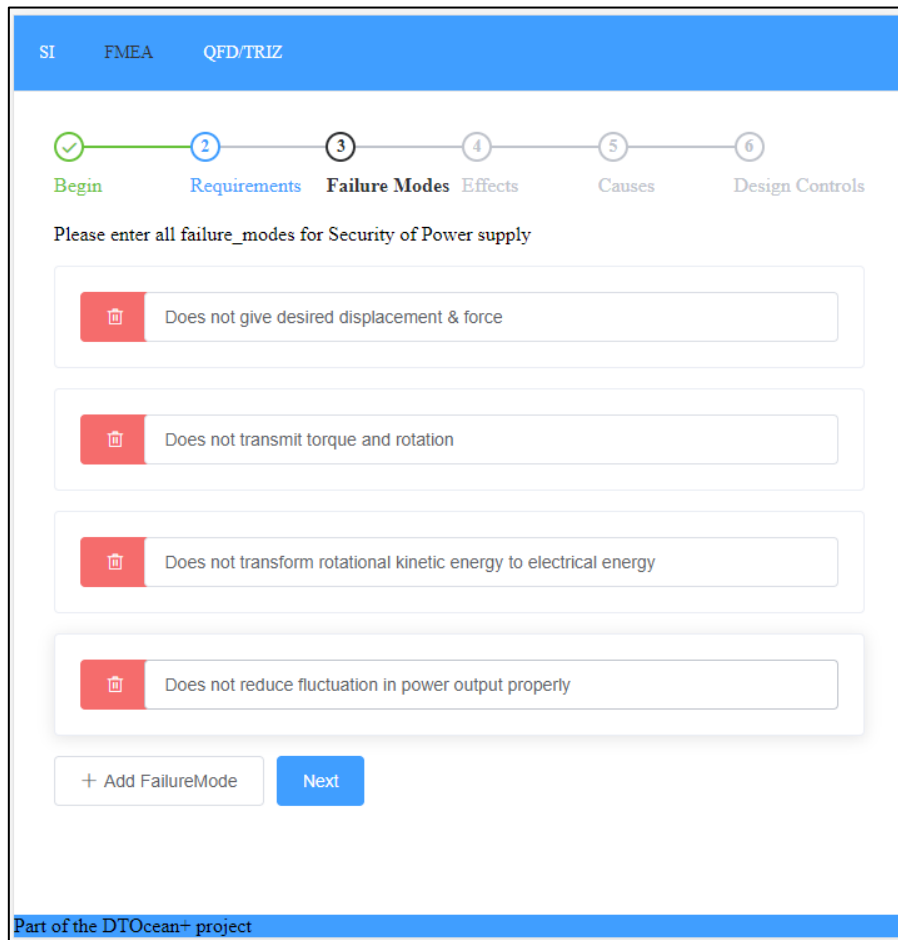 SI FMEA QFD/TRIZ
2 3 4 5 6
Begin Requirements Failure Modes Effects Causes Design Controls
Please enter all failure_modes for Security of Power supply
Does not give desired displacement & force
Does not transmit torque and rotation
Does not transform rotational kinetic energy to electrical energy
Does not reduce fluctuation in power output properly
+ Add FailureMode Next
Part of the DTOcean+ project